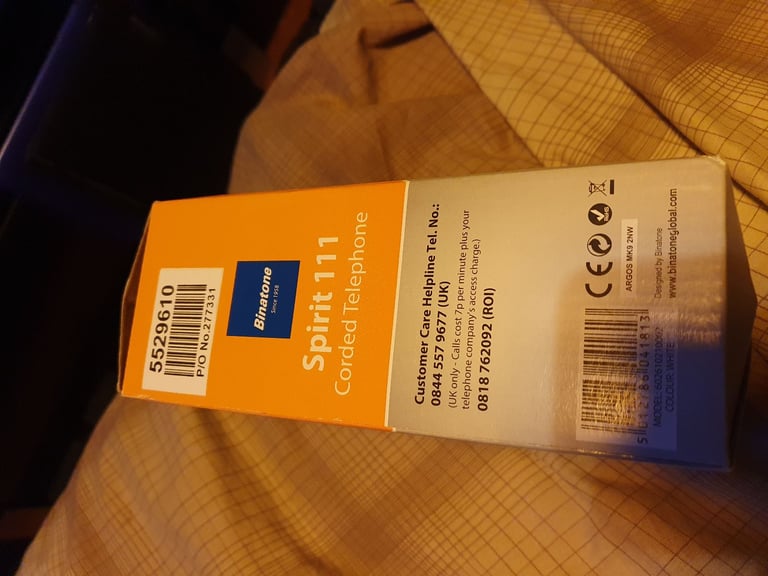 5529610
P/O No.277331
Binatone
Since 1958
Spirit 111
Corded Telephone
Customer Care Helpline Tel. No.:
0844 557 9677 (UK)
(UK only - Calls cost 7p per minute plus your
telephone company's access charge.)
0818 762092 (ROI)
CE
ARGOS MK9 2NW
Designed by Binatone
www.binatoneglobal.com
COLOUR: WHITE